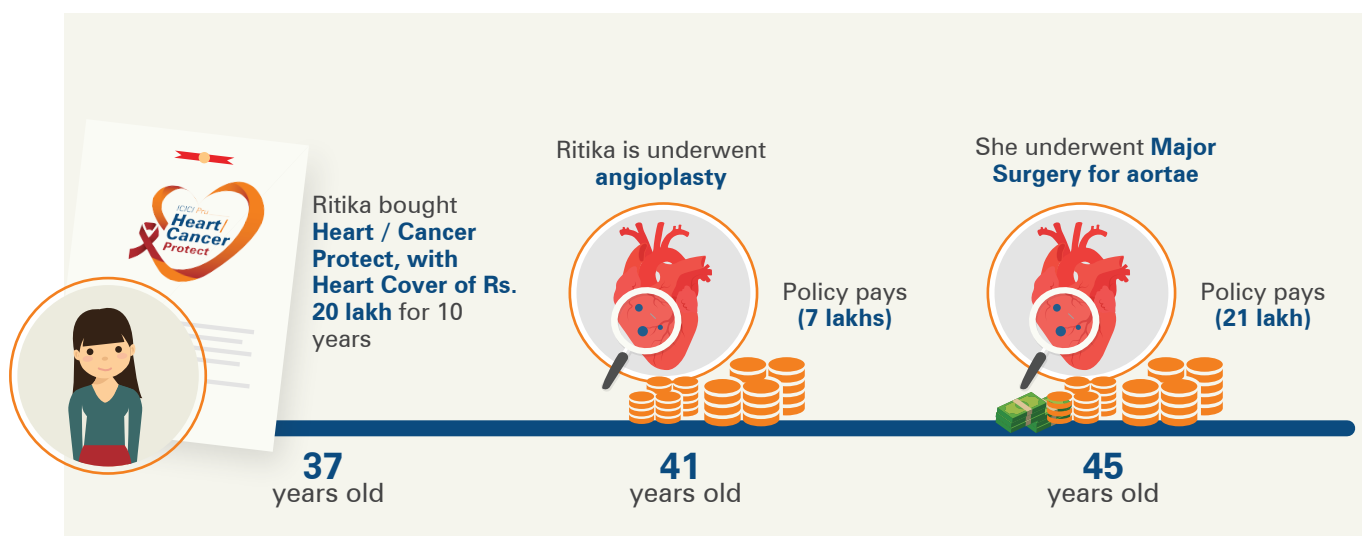 ICICI Pru
Heart/
Cancer
Protect
Ritika bought
Heart / Cancer
Protect, with
Heart Cover of Rs.
20 lakh for 10
years
Ritika is underwent
angioplasty
Policy pays
(7 lakhs)
She underwent Major
Surgery for aortae
Policy pays
(21 lakh)
37
years old
41
years old
45
years old